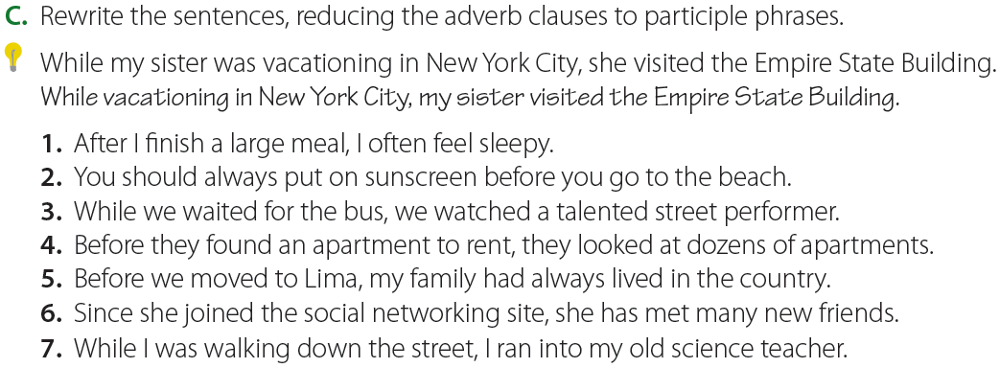 C. Rewrite the sentences, reducing the adverb clauses to participle phrases.
While my sister was vacationing in New York City, she visited the Empire State Building.
While vacationing in New York City, my sister visited the Empire State Building.
1. After I finish a large meal, I often feel sleepy.
2. You should always put on sunscreen before you go to the beach.
3. While we waited for the bus, we watched a talented street performer.
4. Before they found an apartment to rent, they looked at dozens of apartments.
5. Before we moved to Lima, my family had always lived in the country.
6. Since she joined the social networking site, she has met many new friends.
7. While I was walking down the street, I ran into my old science teacher.